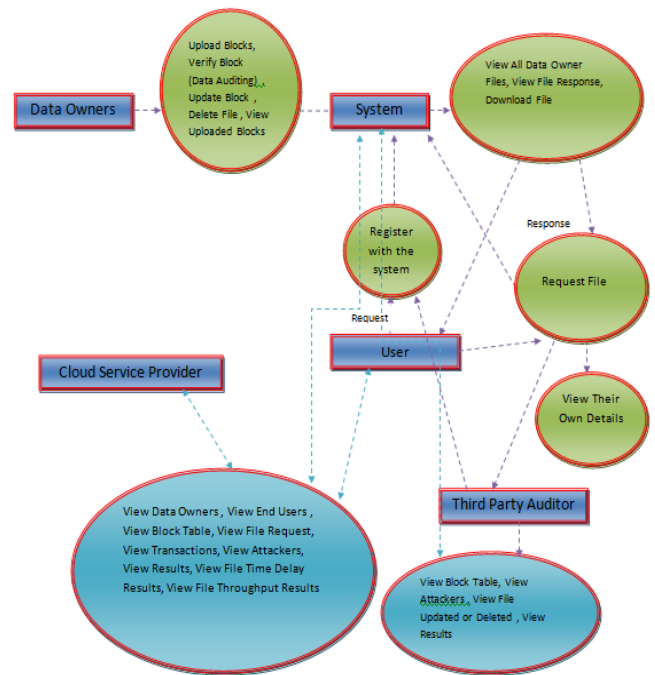 Upload Blocks,
Verify Block
(Data Auditing),
Update Block ,
Delete File , View
Uploaded Blocks
View All Data Owner
Files, View File Response,
Download File
Data Owners
System
Register
with the
system
Response
Request File
Request
User
Cloud Service Provider
View Their
Own Details
Third Party Auditor
View Data Owners , View End Users ,
View Block Table, View File Request,
View Transactions, View Attackers,
View Results, View File Time Delay
Results, View File Throughput Results
View Block Table, View
Attackers , View File
Updated or Deleted , View
Results